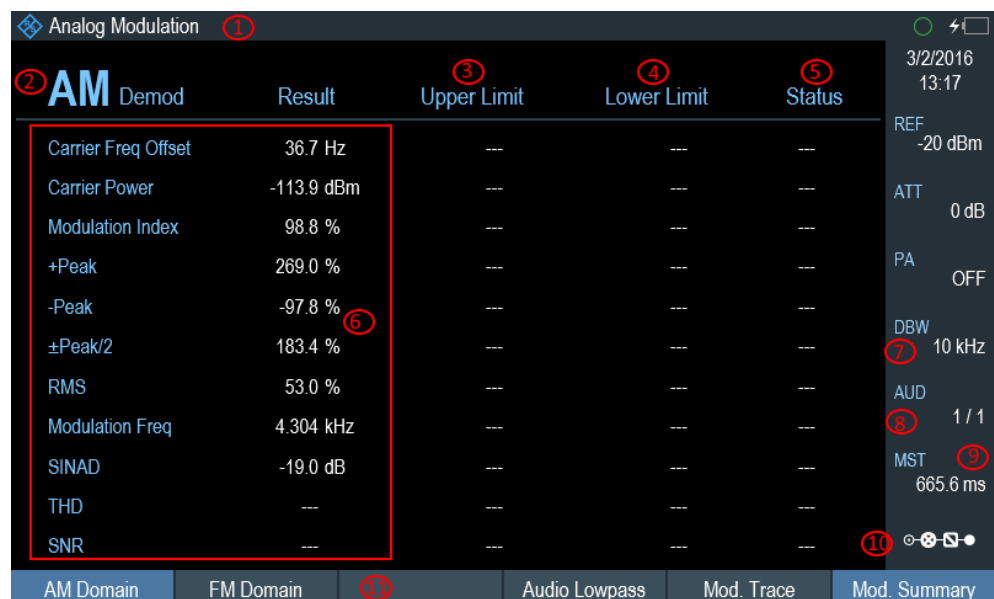 Analog Modulation 1
3/2/2016
13:17
2 AM Demod Result 3 Upper Limit 4 Lower Limit 5 Status
REF
-20 dBm
Carrier Freq Offset 36.7 Hz --- --- ---
Carrier Power -113.9 dBm --- --- ---
ATT
0 dB
Modulation Index 98.8 % --- --- ---
+Peak 269.0 % --- --- ---
PA
OFF
-Peak -97.8 % 6 --- --- ---
±Peak/2 183.4 % --- --- ---
DBW
7 10 kHz
RMS 53.0 % --- --- ---
AUD
8 1 / 1
Modulation Freq 4.304 kHz --- --- ---
SINAD -19.0 dB --- --- ---
MST 9
665.6 ms
THD --- --- --- ---
SNR --- --- --- ---
10
AM Domain FM Domain 11 Audio Lowpass Mod. Trace Mod. Summary